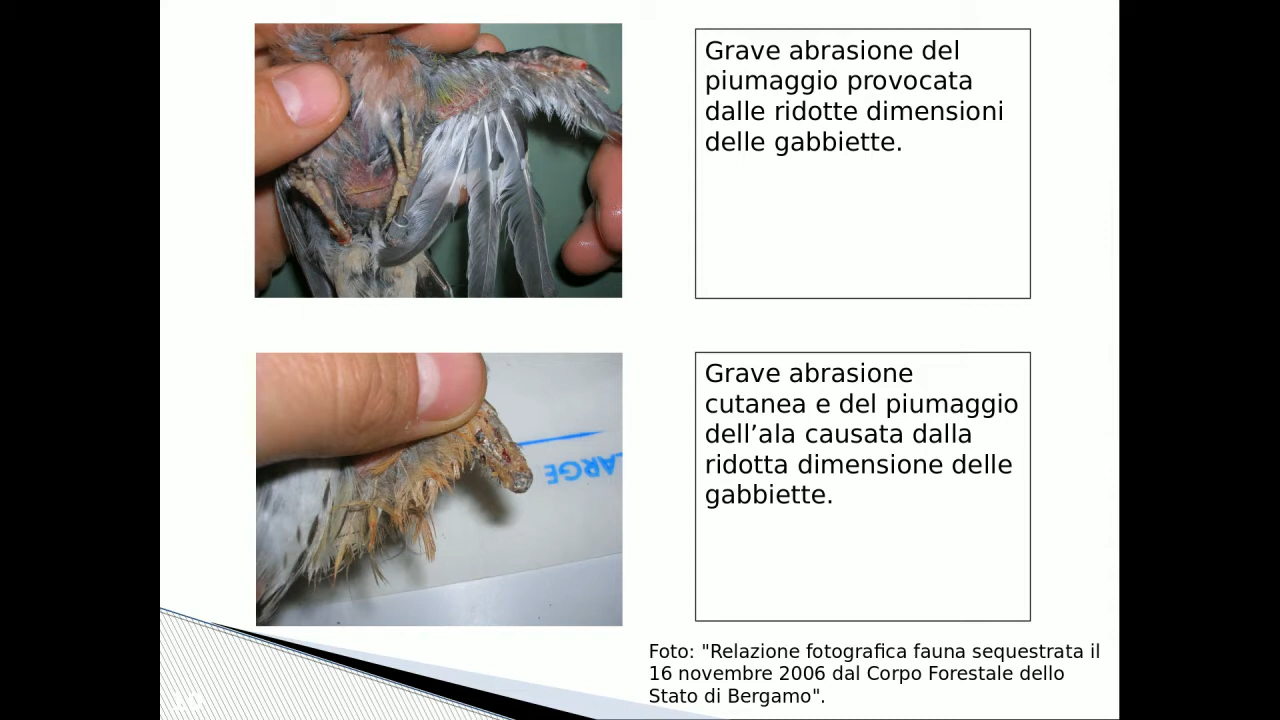 Grave abrasione del
piumaggio provocata
dalle ridotte dimensioni
delle gabbiette.
ARGE
Grave abrasione
cutanea e del piumaggio
dell’ala causata dalla
ridotta dimensione delle
gabbiette.
Foto: "Relazione fotografica fauna sequestrata il
16 novembre 2006 dal Corpo Forestale dello
Stato di Bergamo".